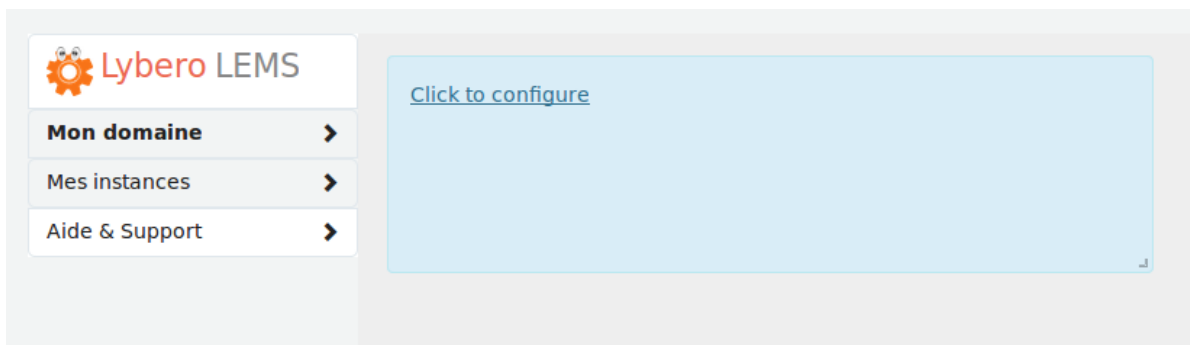 Lybero LEMS
Mon domaine
Mes instances
Aide & Support
Click to configure